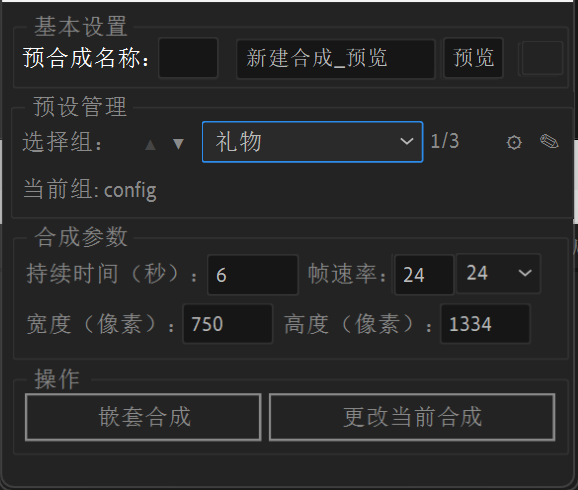 基本设置
预合成名称： 新建合成_预览 预览
预设管理
选择组： ▲ ▼ 礼物 1/3
当前组: config
合成参数
持续时间（秒）: 6 帧速率: 24 24
宽度（像素）: 750 高度（像素）: 1334
操作
嵌套合成 更改当前合成